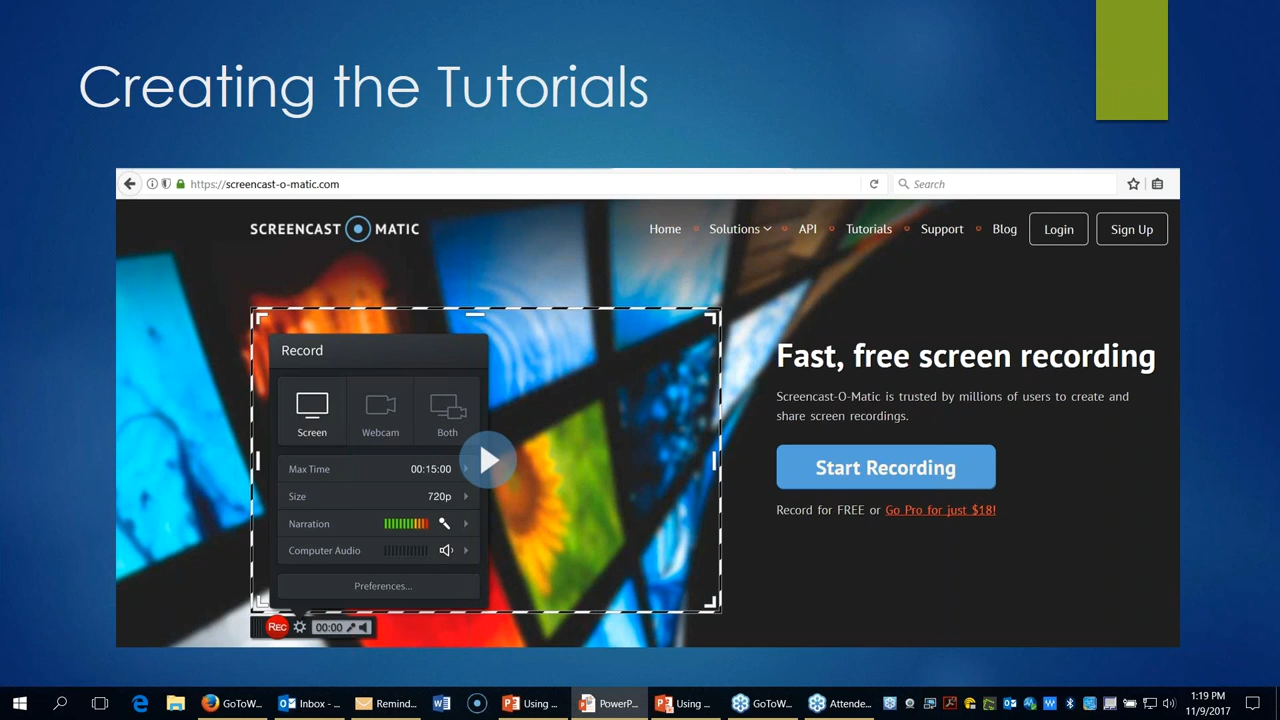 Creating the Tutorials
https://screencast-o-matic.com
Search
SCREENCAST MATIC
Home
Solutions
API
Tutorials
Support
Blog
Login
Sign Up
Record
Screen
Webcam
Both
Max Time 00:15:00
Size 720p
Narration
Computer Audio
Preferences...
REC 00:00
Fast, free screen recording
Screencast-O-Matic is trusted by millions of users to create and
share screen recordings.
Start Recording
Record for FREE or Go Pro for just $18!
GoToW...
Inbox - ...
Remind...
Using ...
PowerP...
Using ...
GoToW...
Attende...
1:19 PM
11/9/2017